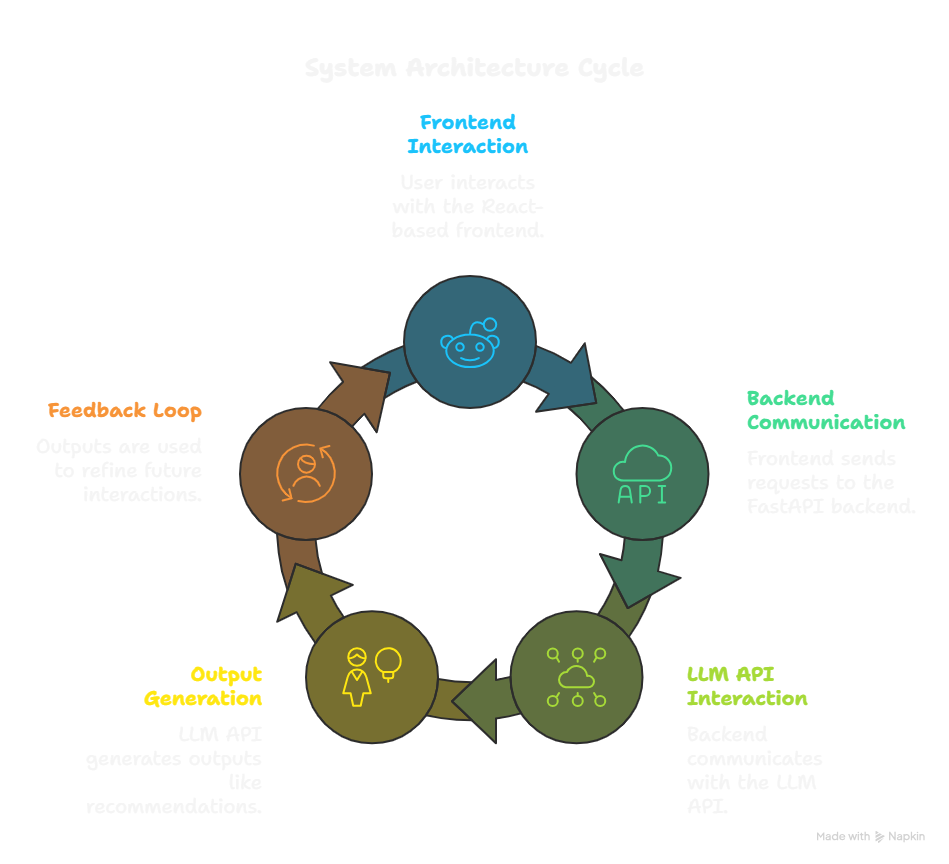 System Architecture Cycle
Frontend
Interaction
User interacts
with the React-
based frontend.
Backend
Communication
Frontend sends
requests to the
FastAPI backend.
API
LLM API
Interaction
Backend
communicates
with the LLM
API.
Output
Generation
LLM API
generates outputs
like
recommendations.
Feedback Loop
Outputs are used
to refine future
interactions.
Made with Napkin